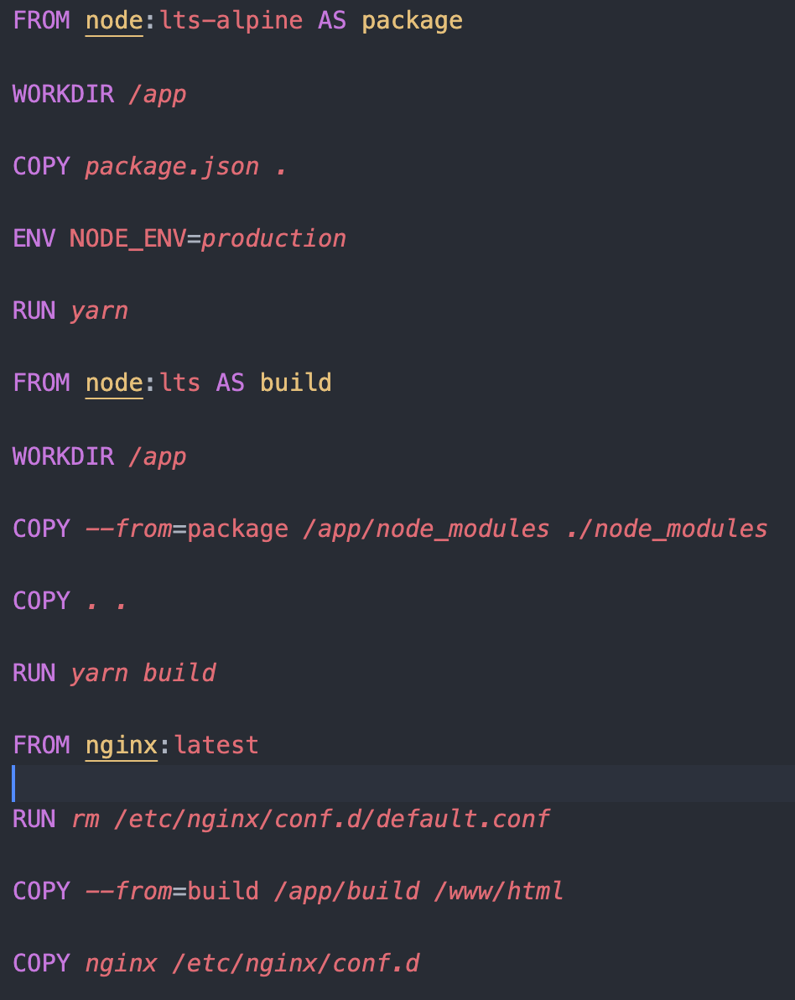 FROM node:lts-alpine AS package
WORKDIR /app
COPY package.json .
ENV NODE_ENV=production
RUN yarn
FROM node:lts AS build
WORKDIR /app
COPY --from=package /app/node_modules ./node_modules
COPY . .
RUN yarn build
FROM nginx:latest
RUN rm /etc/nginx/conf.d/default.conf
COPY --from=build /app/build /www/html
COPY nginx /etc/nginx/conf.d